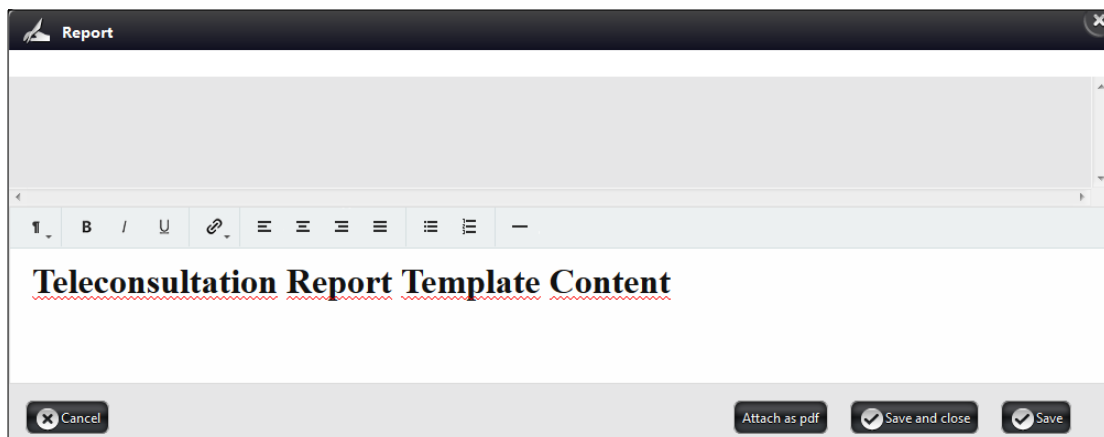 Report
¶ B I U
Teleconsultation Report Template Content
Cancel Attach as pdf Save and close Save